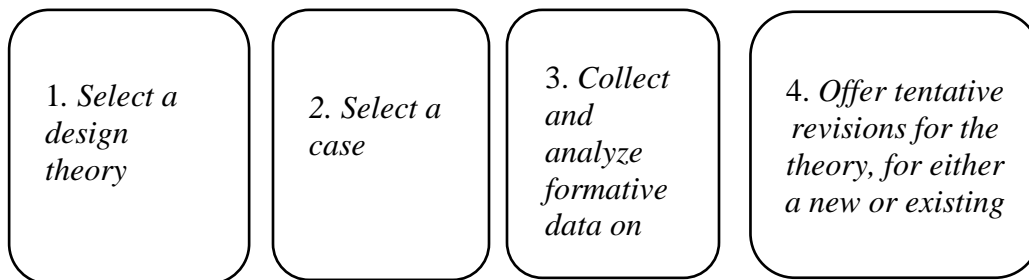 1. Select a
design
theory
2. Select a
case
3. Collect
and
analyze
formative
data on
4. Offer tentative
revisions for the
theory, for either
a new or existing